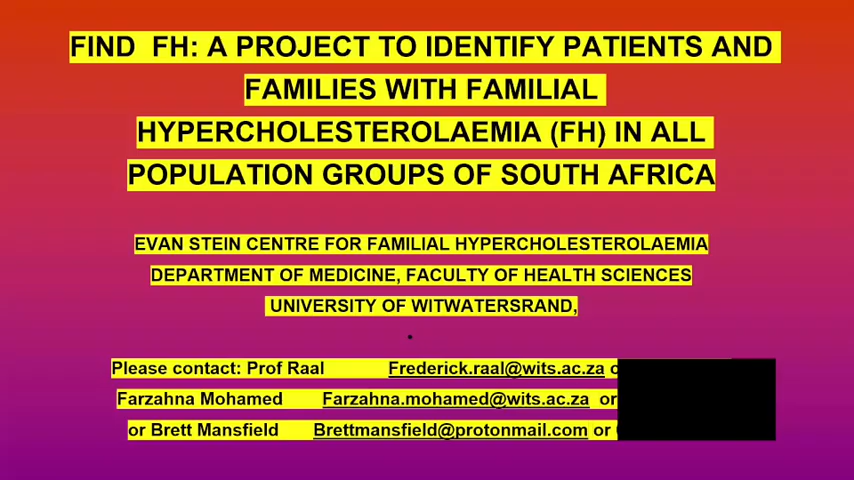 FIND FH: A PROJECT TO IDENTIFY PATIENTS AND
FAMILIES WITH FAMILIAL
HYPERCHOLESTEROLAEMIA (FH) IN ALL
POPULATION GROUPS OF SOUTH AFRICA
EVAN STEIN CENTRE FOR FAMILIAL HYPERCHOLESTEROLAEMIA
DEPARTMENT OF MEDICINE, FACULTY OF HEALTH SCIENCES
UNIVERSITY OF WITWATERSRAND,
Please contact: Prof Raal Frederick.raal@wits.ac.za
Farzahna Mohamed Farzahna.mohamed@wits.ac.za or
or Brett Mansfield Brettmansfield@protonmail.com or